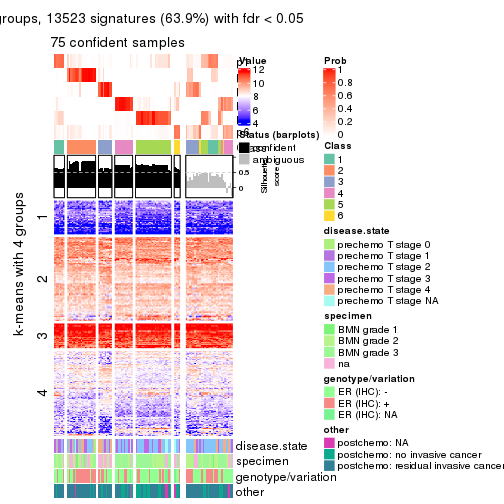 groups, 13523 signatures (63.9%) with fdr < 0.05
75 confident samples
k-means with 4 groups
1
2
3
4
Value
12
10
8
6
4
Status (barplots)
confident
ambiguous
0.5
0
Silhouette
score
disease.state
specimen
genotype/variation
other
Prob
1
0.8
0.6
0.4
0.2
0
Class
1
2
3
4
5
6
disease.state
prechemo T stage 0
prechemo T stage 1
prechemo T stage 2
prechemo T stage 3
prechemo T stage 4
prechemo T stage NA
specimen
BMN grade 1
BMN grade 2
BMN grade 3
na
genotype/variation
ER (IHC): -
ER (IHC): +
ER (IHC): NA
other
postchemo: NA
postchemo: no invasive cancer
postchemo: residual invasive cance